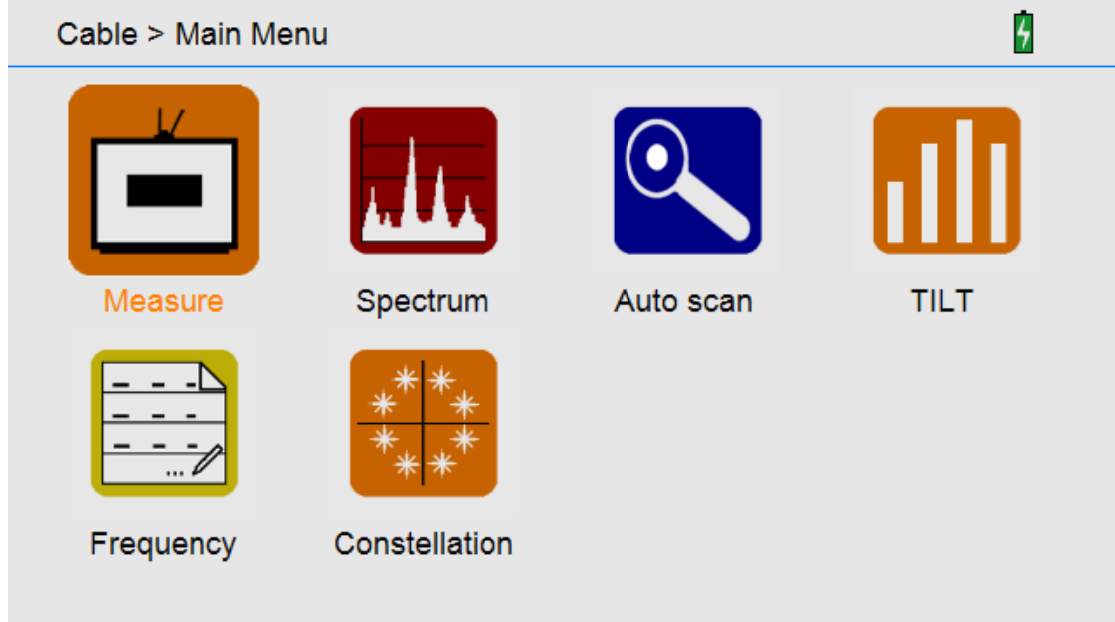 Cable > Main Menu
Measure
Spectrum
Auto scan
TILT
Frequency
Constellation